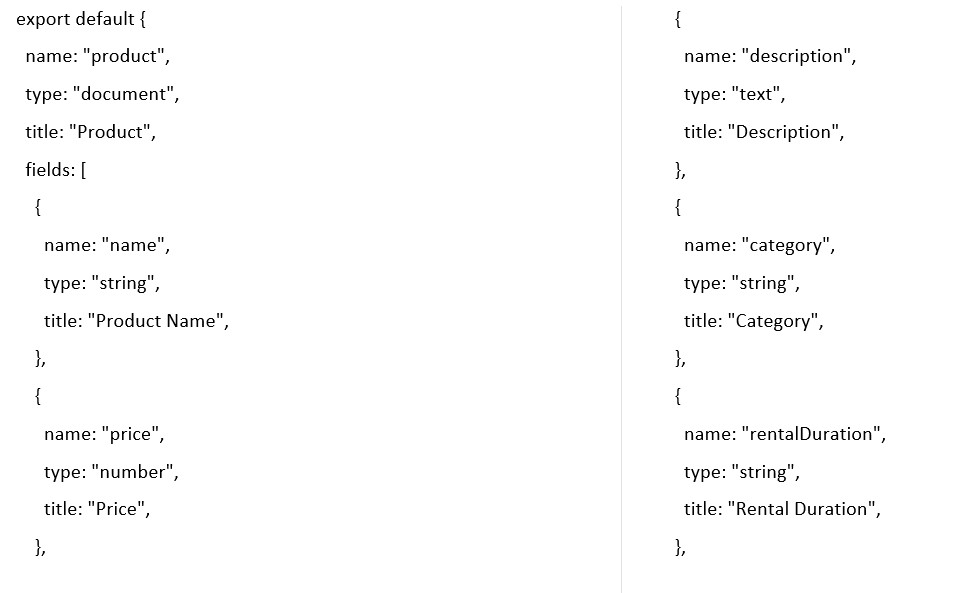 export default {
name: "product",
type: "document",
title: "Product",
fields: [
{
name: "name",
type: "string",
title: "Product Name",
},
{
name: "price",
type: "number",
title: "Price",
},
{
name: "description",
type: "text",
title: "Description",
},
{
name: "category",
type: "string",
title: "Category",
},
{
name: "rentalDuration",
type: "string",
title: "Rental Duration",
},